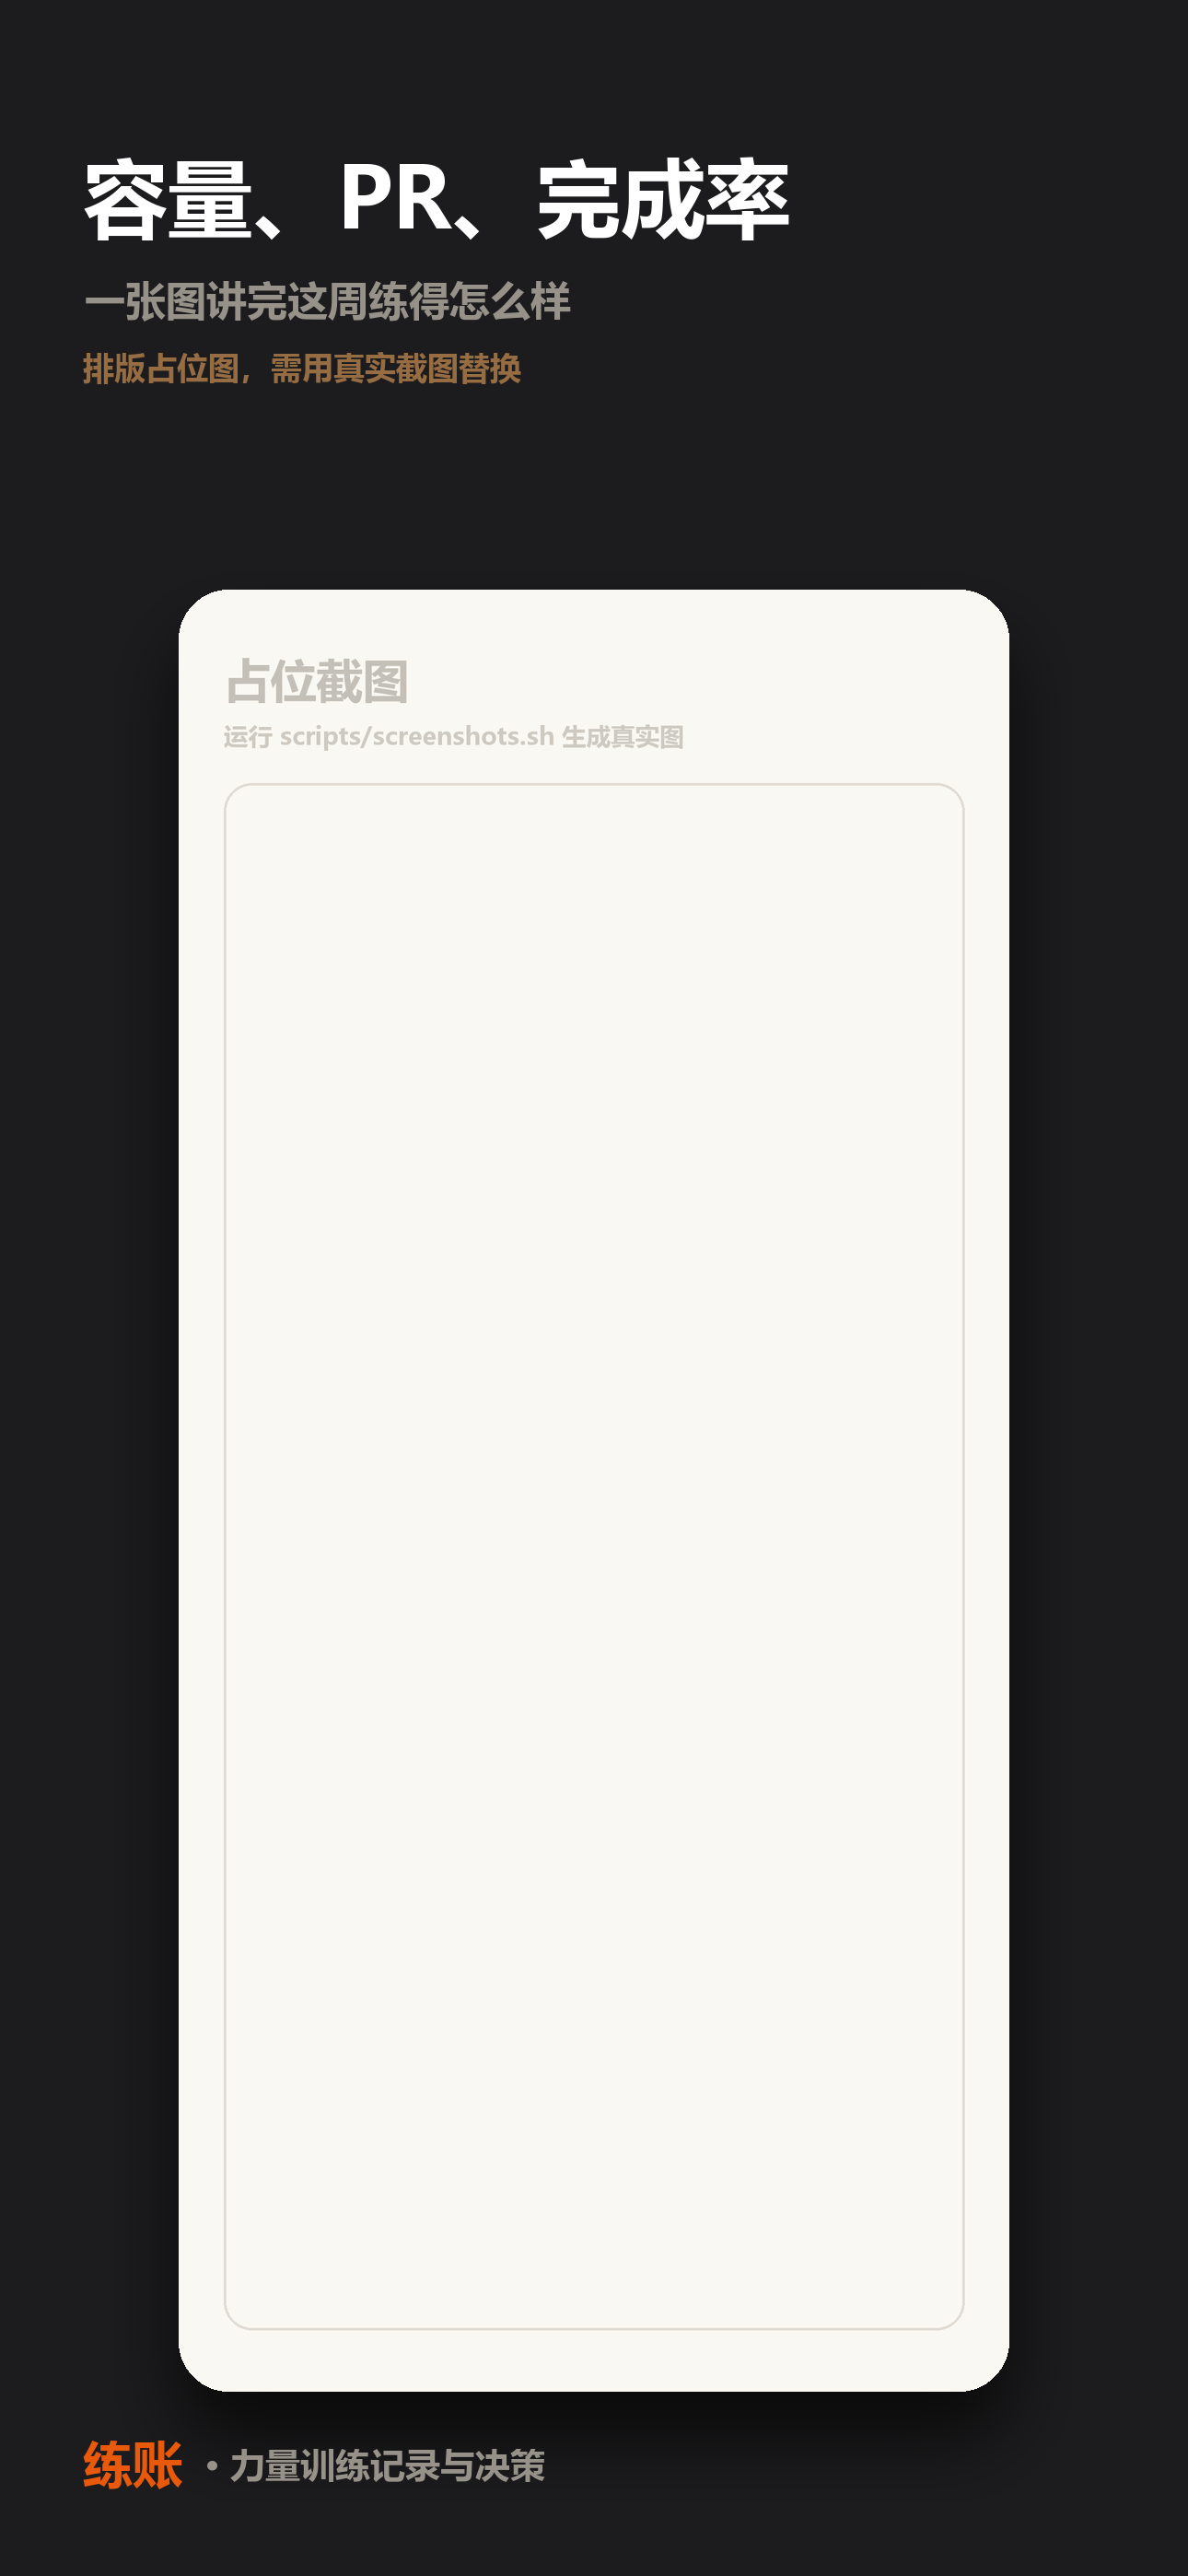 容量、PR、完成率
一张图讲完这周练得怎么样
排版占位图，需用真实截图替换
占位截图
运行 scripts/screenshots.sh 生成真实图
练账 · 力量训练记录与决策